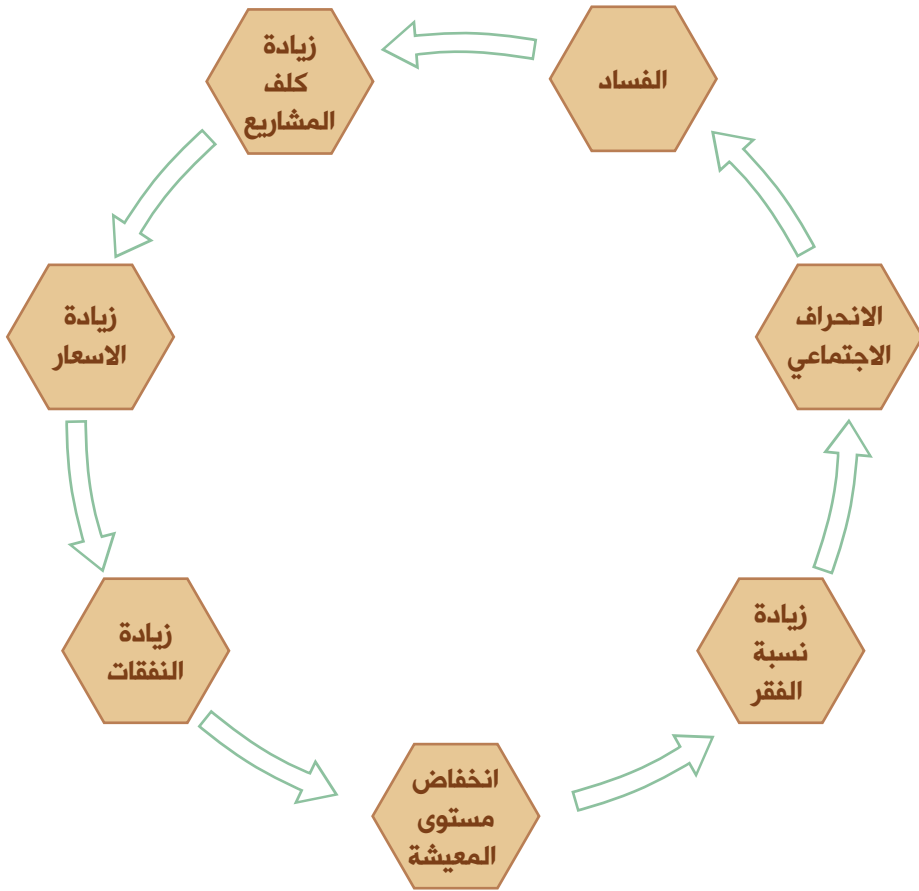 الفساد
زيادة
كلف
المشاريع
زيادة
الاسعار
زيادة
النفقات
انخفاض
مستوى
المعيشة
زيادة
نسبة
الفقر
الانحراف
الاجتماعي